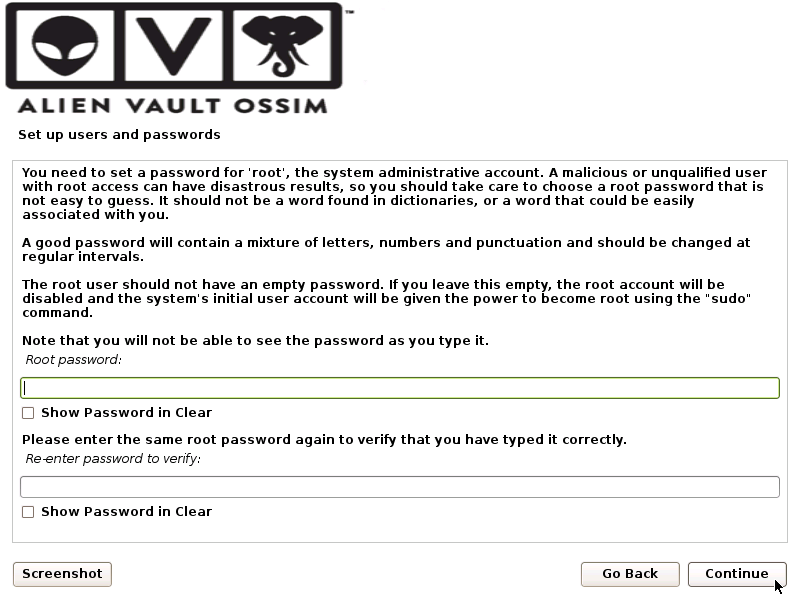 ™
ALIEN VAULT OSSIM
Set up users and passwords
You need to set a password for 'root', the system administrative account. A malicious or unqualified user
with root access can have disastrous results, so you should take care to choose a root password that is
not easy to guess. It should not be a word found in dictionaries, or a word that could be easily
associated with you.
A good password will contain a mixture of letters, numbers and punctuation and should be changed at
regular intervals.
The root user should not have an empty password. If you leave this empty, the root account will be
disabled and the system's initial user account will be given the power to become root using the "sudo"
command.
Note that you will not be able to see the password as you type it.
Root password:
Show Password in Clear
Please enter the same root password again to verify that you have typed it correctly.
Re-enter password to verify:
Show Password in Clear
Screenshot
Go Back
Continue